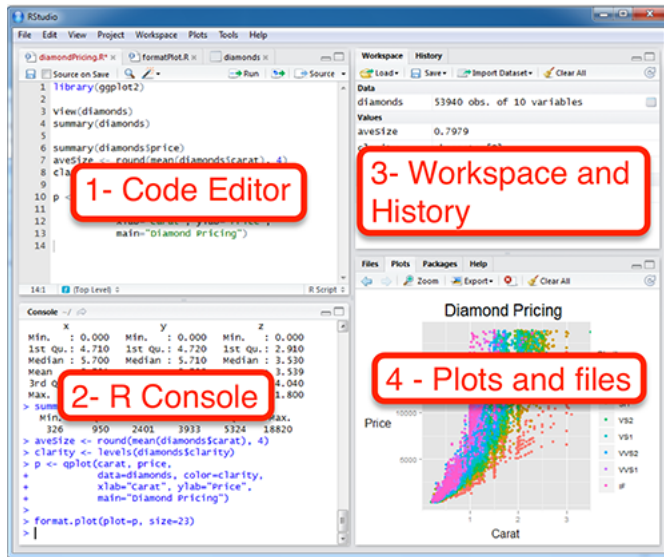 RStudio
File Edit View Project Workspace Plots Tools Help
diamondPricing.R* × formatPlot.R × diamonds ×
Source on Save Run Source
1 library(ggplot2)
2
3 view(diamonds)
4 summary(diamonds)
5
6 summary(diamonds$price)
7 aveSize <- round(mean(diamonds$carat), 4)
8
1- Code Editor
10 p
xlab="Carat", ylab="Price",
13 main="Diamond Pricing")
14
14:1 (Top Level) R Script
Console ~/
x y z
Min. : 0.000 Min. : 0.000 Min. : 0.000
1st Qu.: 4.710 1st Qu.: 4.720 1st Qu.: 2.910
Median : 5.700 Median : 5.710 Median : 3.530
Mean 3.539
3rd 4.040
Max. 1.800
2- R Console
>
326 950 2401 3933 5324 18820
> aveSize <- round(mean(diamonds$carat), 4)
> clarity <- levels(diamonds$clarity)
> p <- qplot(carat, price,
+ data=diamonds, color=clarity,
+ xlab="carat", ylab="Price",
+ main="Diamond Pricing")
>
> format.plot(plot=p, size=23)
>
Workspace History
Load Save Import Dataset Clear All
Data
diamonds 53940 obs. of 10 variables
Values
aveSize 0.7979
3- Workspace and
History
Files Plots Packages Help
Zoom Export Clear All
Diamond Pricing
4 - Plots and files
Price
10000
5000
VS2
VS1
VVS2
VVS1
IF
1 2 3
Carat